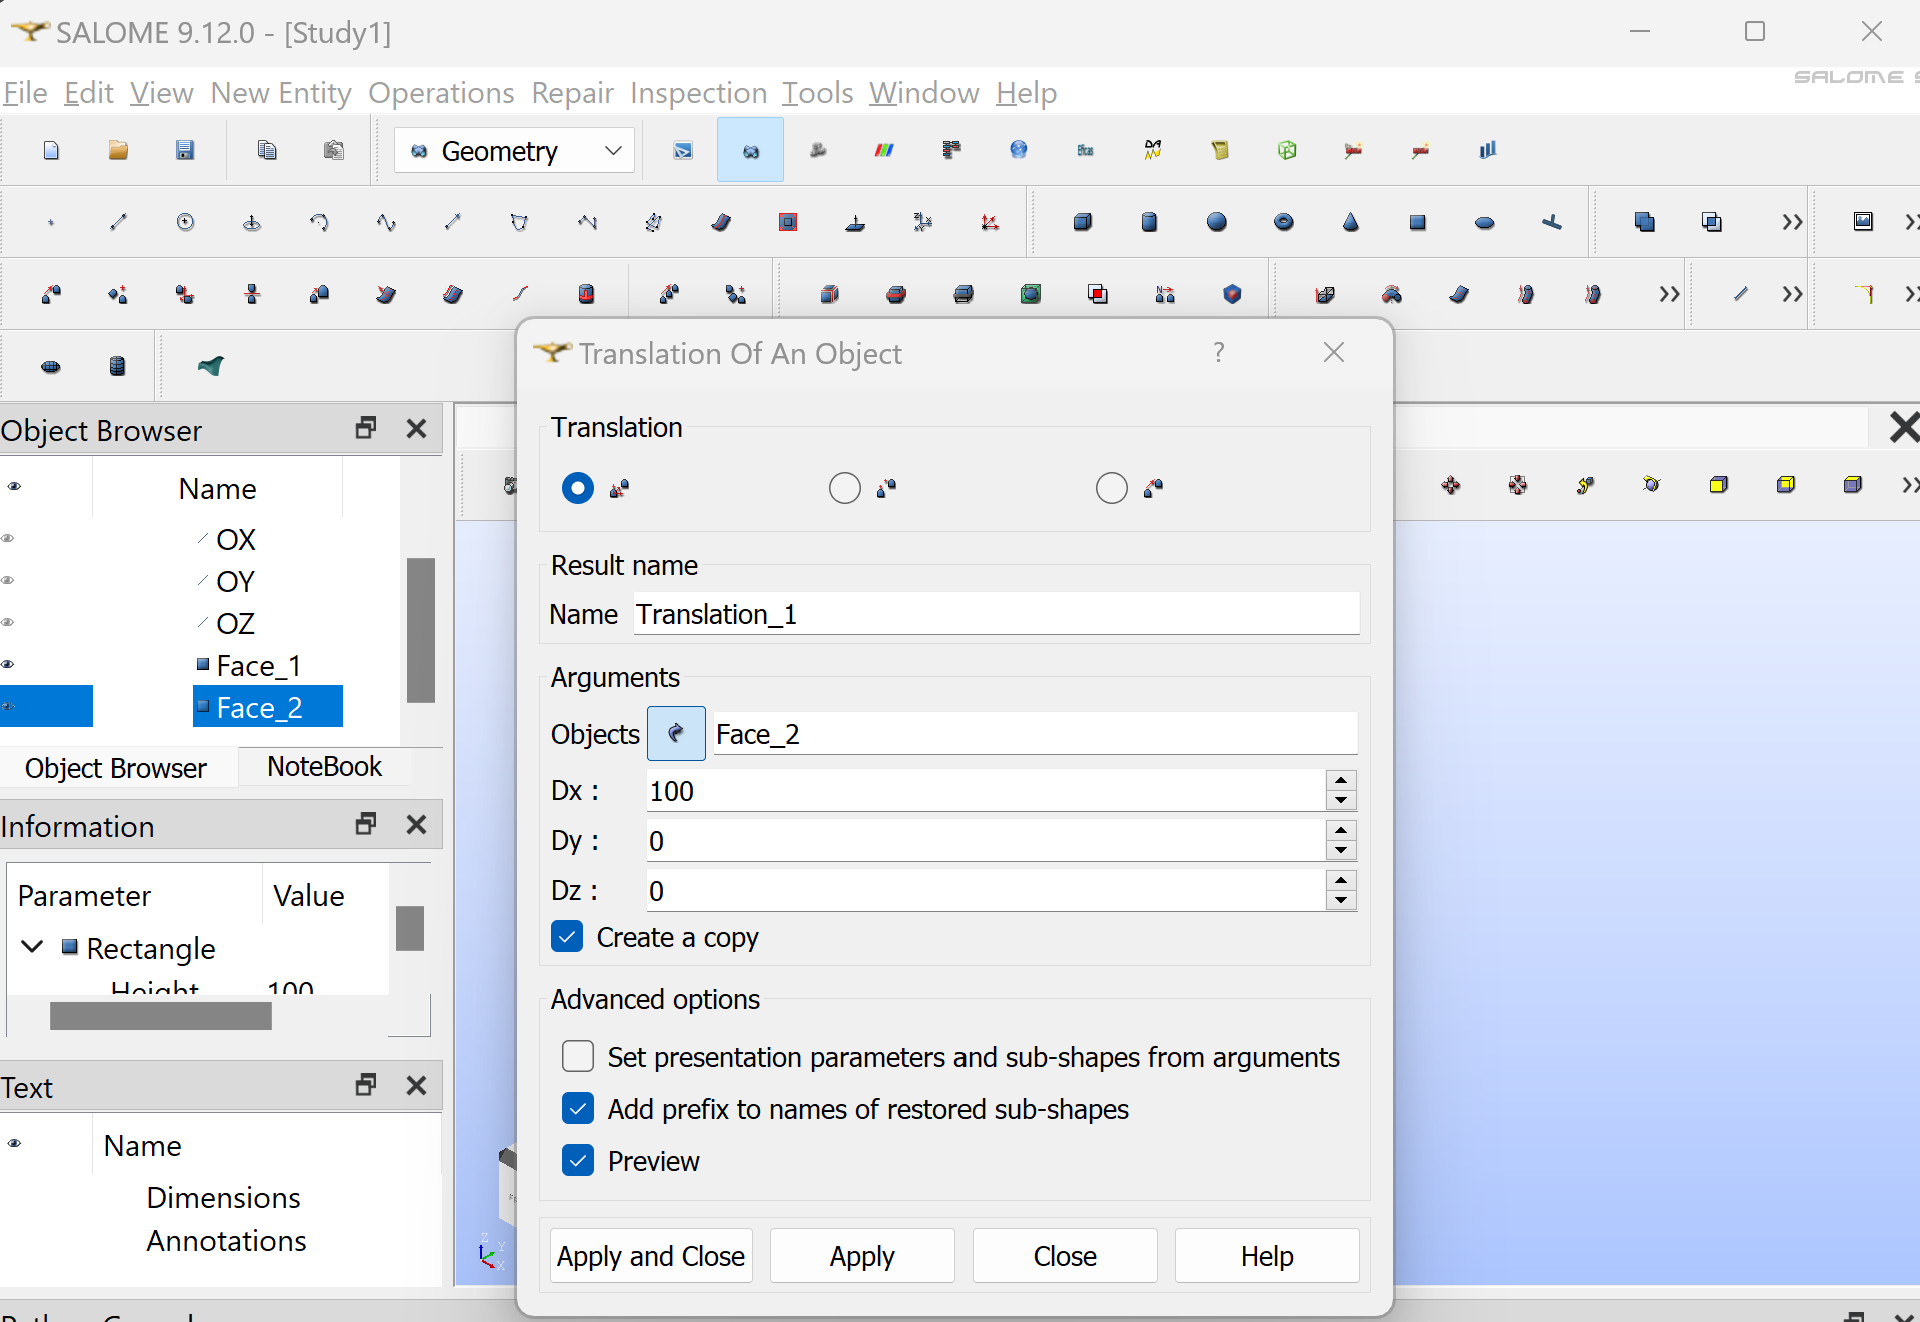 SALOME 9.12.0 - [Study1]
File Edit View New Entity Operations Repair Inspection Tools Window Help
SALOME
Geometry
Eficas
Translation Of An Object
?
Object Browser
Translation
Name
OX
OY
OZ
Face_1
Face_2
Result name
Name Translation_1
Arguments
Objects Face_2
Object Browser NoteBook
Dx : 100
Dy : 0
Dz : 0
Create a copy
Information
Parameter Value
Rectangle
Height 100
Advanced options
Set presentation parameters and sub-shapes from arguments
Add prefix to names of restored sub-shapes
Preview
Text
Name
Dimensions
Annotations
Z
Y
X
Apply and Close Apply Close Help